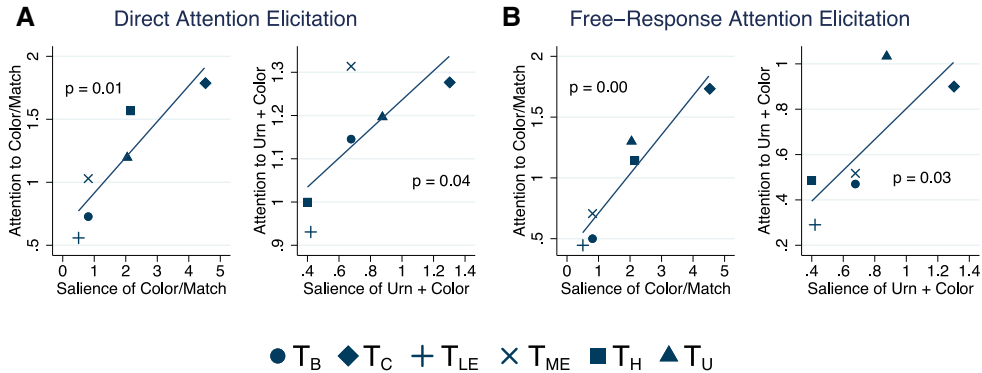 A Direct Attention Elicitation
B Free-Response Attention Elicitation
Attention to Color/Match
.5 1 1.5 2
p = 0.01
0 1 2 3 4 5
Salience of Color/Match
Attention to Urn + Color
.9 1 1.1 1.2 1.3
p = 0.04
.4 .6 .8 1 1.2 1.4
Salience of Urn + Color
Attention to Color/Match
.5 1 1.5 2
p = 0.00
0 1 2 3 4 5
Salience of Color/Match
Attention to Urn + Color
.2 .4 .6 .8 1
p = 0.03
.4 .6 .8 1 1.2 1.4
Salience of Urn + Color
T_B T_C T_LE T_ME T_H T_U